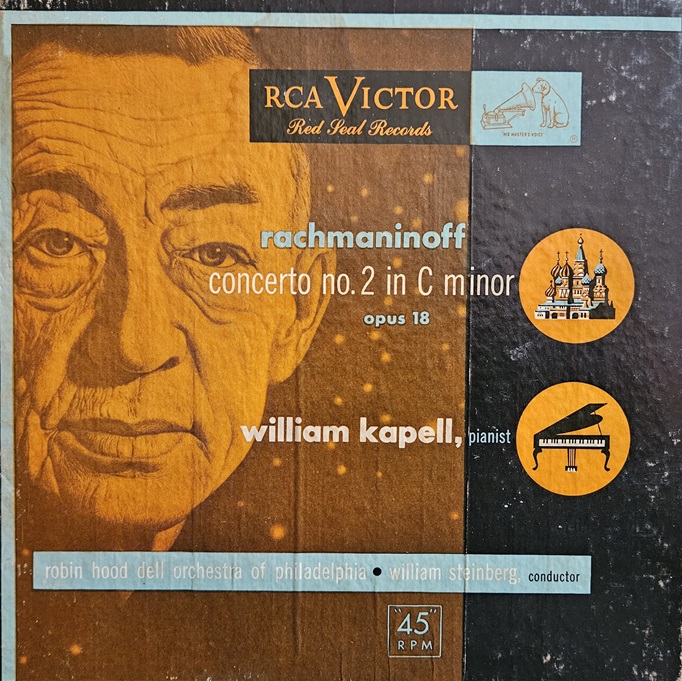 RCA VICTOR
Red Seal Records
"HIS MASTER'S VOICE"
rachmaninoff
concerto no. 2 in C minor
opus 18
william kapell, pianist
robin hood dell orchestra of philadelphia • william steinberg, conductor
"45"
RPM